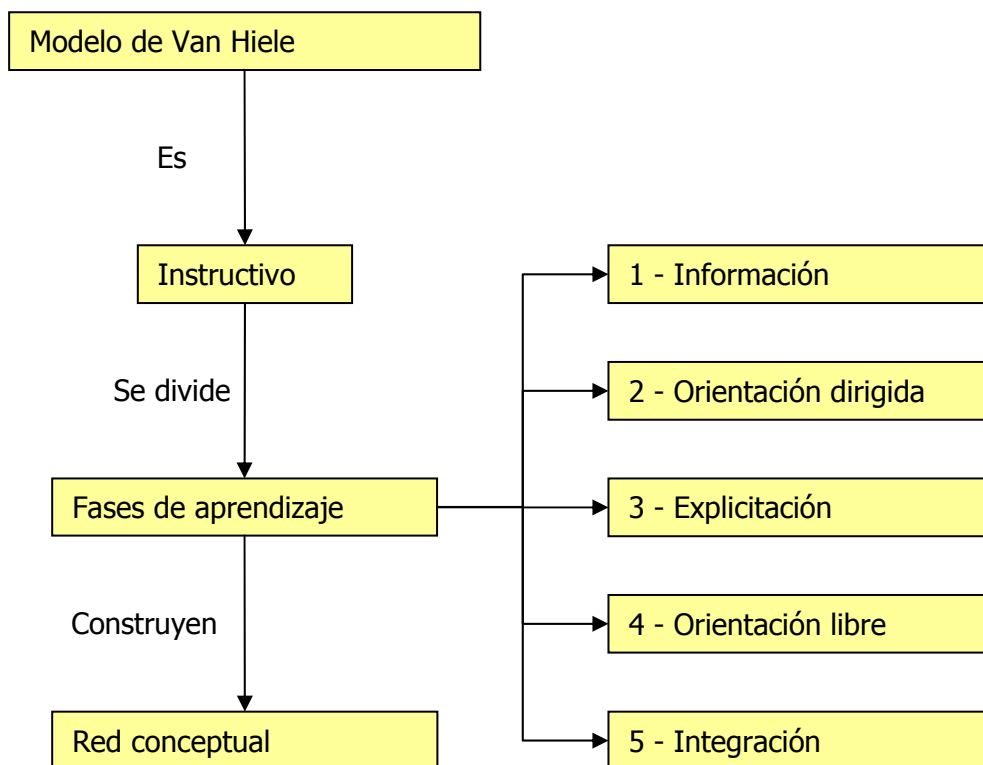 Modelo de Van Hiele
Es
Instructivo
1 - Información
Se divide
2 - Orientación dirigida
Fases de aprendizaje
3 - Explicitación
Construyen
4 - Orientación libre
Red conceptual
5 - Integración